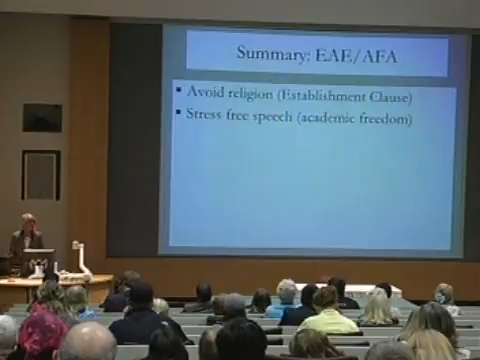 Summary: EAE/AFA
▪ Avoid religion (Establishment Clause)
▪ Stress free speech (academic freedom)